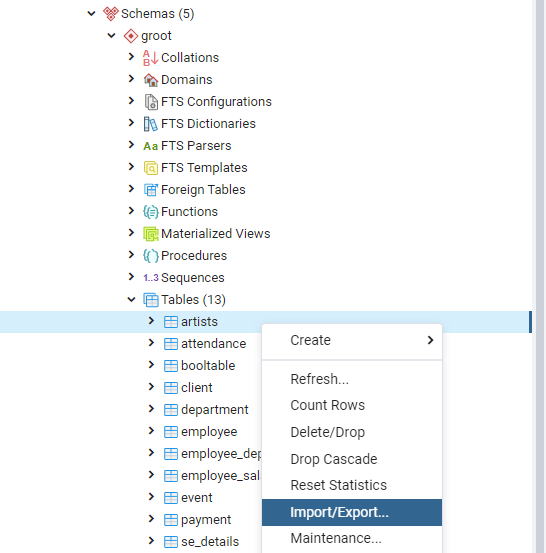 Schemas (5)
groot
Collations
Domains
FTS Configurations
FTS Dictionaries
Aa FTS Parsers
FTS Templates
Foreign Tables
Functions
Materialized Views
Procedures
1..3 Sequences
Tables (13)
artists
attendance
booltable
client
department
employee
employee_dep
employee_sal
event
payment
se_details
Create
Refresh...
Count Rows
Delete/Drop
Drop Cascade
Reset Statistics
Import/Export...
Maintenance...